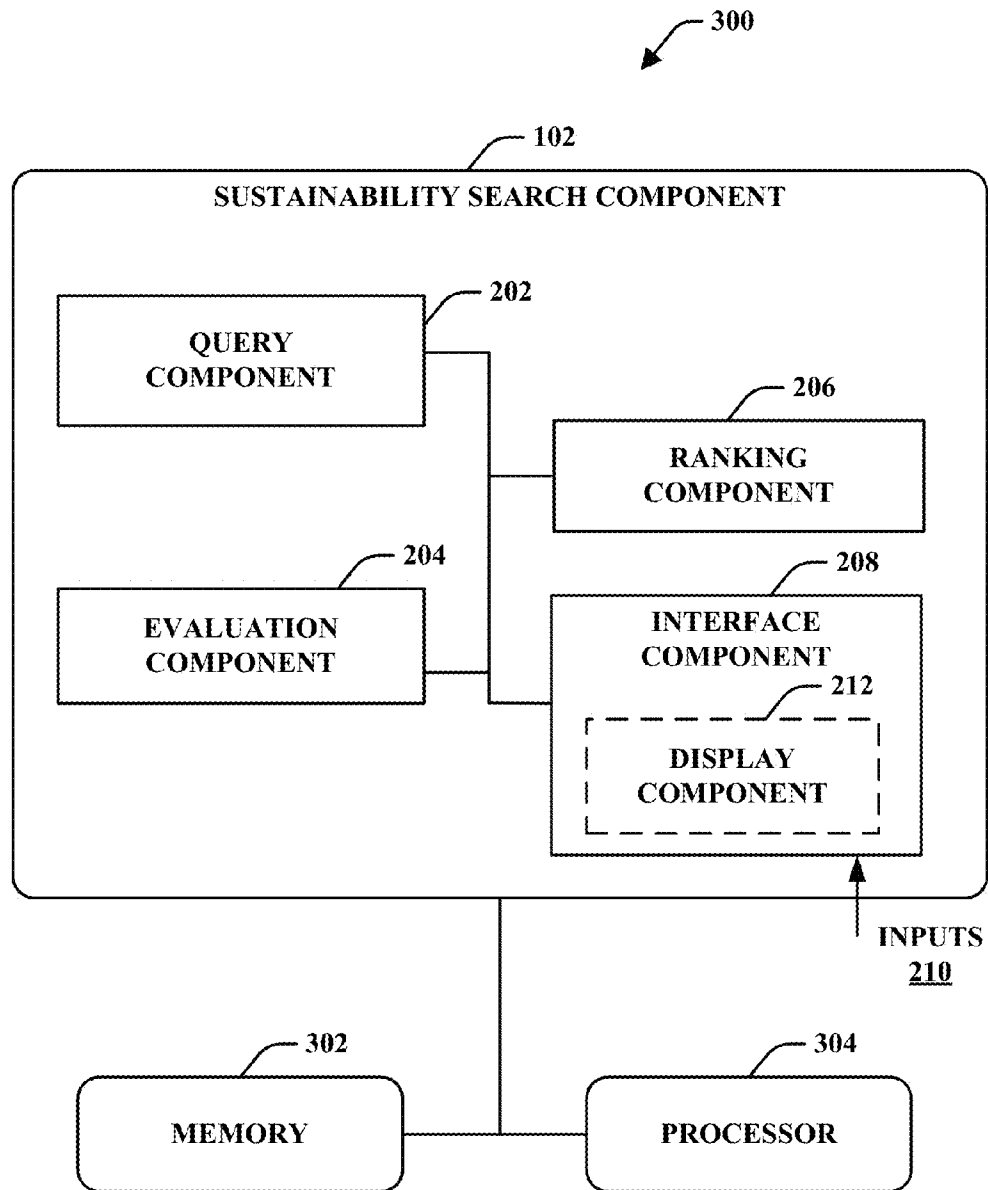 300
102
SUSTAINABILITY SEARCH COMPONENT
202
QUERY
COMPONENT
206
RANKING
COMPONENT
204
EVALUATION
COMPONENT
208
INTERFACE
COMPONENT
212
DISPLAY
COMPONENT
INPUTS
210
302
MEMORY
304
PROCESSOR